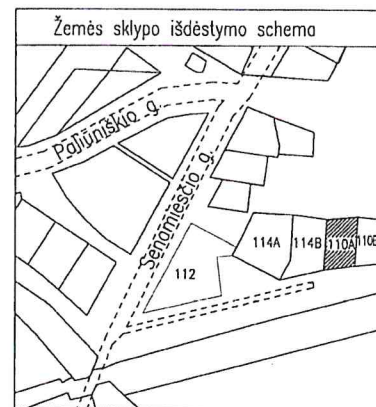 Žemės sklypo išdėstymo schema
Paliūniškio g.
Senamiesčio g.
114A
114B
110A
110B
112